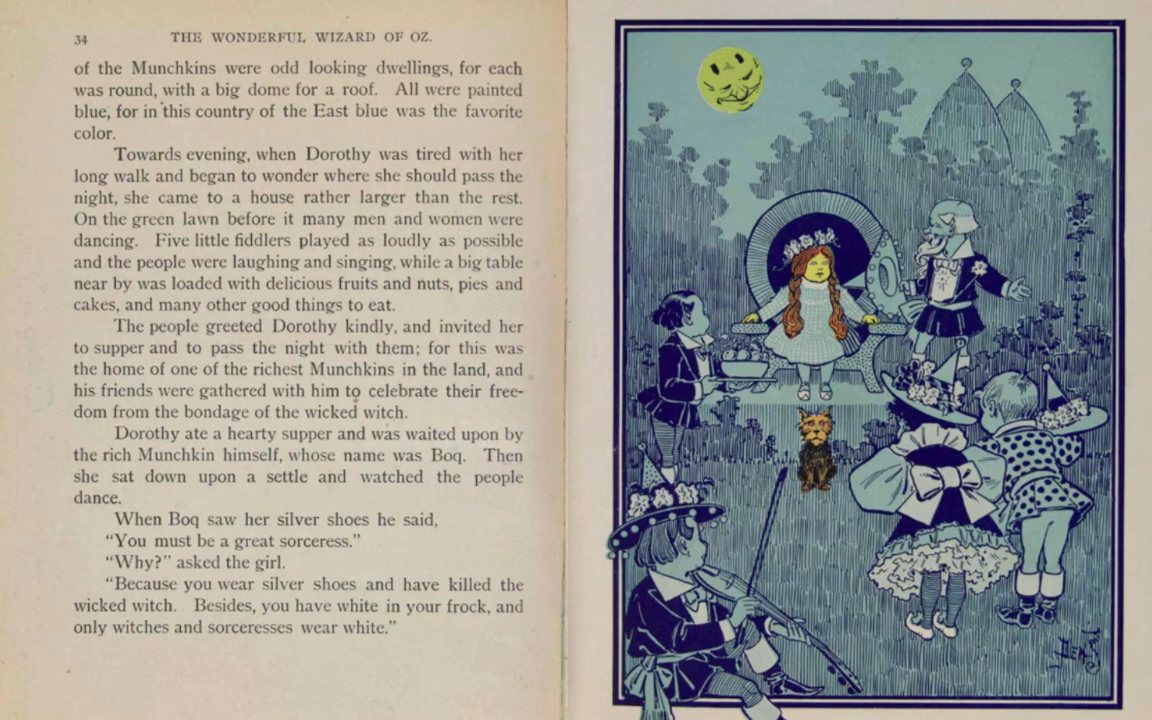 34
THE WONDERFUL WIZARD OF OZ.
of the Munchkins were odd looking dwellings, for each
was round, with a big dome for a roof. All were painted
blue, for in this country of the East blue was the favorite
color.
Towards evening, when Dorothy was tired with her
long walk and began to wonder where she should pass the
night, she came to a house rather larger than the rest.
On the green lawn before it many men and women were
dancing. Five little fiddlers played as loudly as possible
and the people were laughing and singing, while a big table
near by was loaded with delicious fruits and nuts, pies and
cakes, and many other good things to eat.
The people greeted Dorothy kindly, and invited her
to supper and to pass the night with them; for this was
the home of one of the richest Munchkins in the land, and
his friends were gathered with him to celebrate their free-
dom from the bondage of the wicked witch.
Dorothy ate a hearty supper and was waited upon by
the rich Munchkin himself, whose name was Boq. Then
she sat down upon a settle and watched the people
dance.
When Boq saw her silver shoes he said,
"You must be a great sorceress."
"Why?" asked the girl.
"Because you wear silver shoes and have killed the
wicked witch. Besides, you have white in your frock, and
only witches and sorceresses wear white."